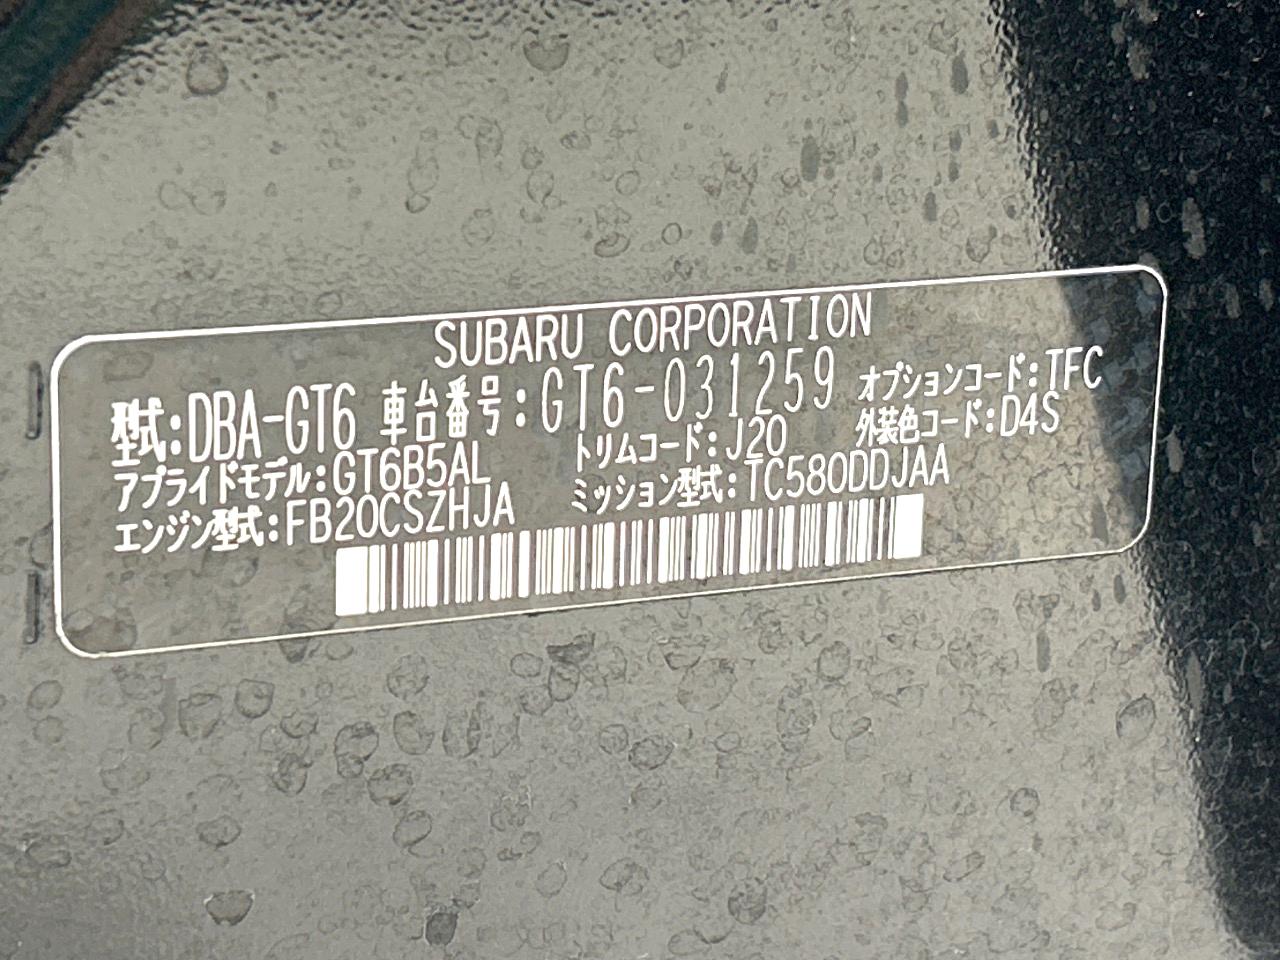 SUBARU CORPORATION
型式:DBA-GT6 車台番号:GT6-031259 オプションコード:TFC
アプライドモデル:GT6B5AL トリムコード:J20 外装色コード:D4S
エンジン型式:FB20CSZHJA ミッション型式:TC580DDJAA